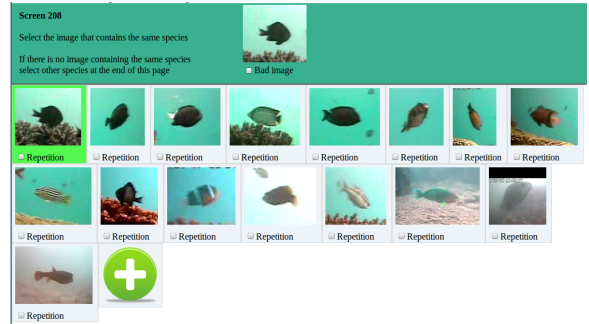 Screen 208
Select the image that contains the same species
If there is no image containing the same species
select other species at the end of this page
Bad image
Repetition Repetition Repetition Repetition Repetition Repetition Repetition Repetition
Repetition Repetition Repetition Repetition Repetition Repetition Repetition
Repetition